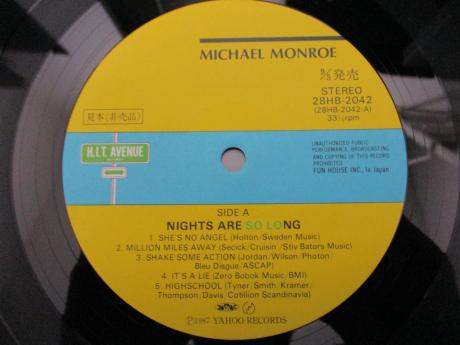 MICHAEL MONROE
発売
STEREO
28HB-2042
(28HB-2042-A)
33⅓rpm
見本(非売品)
H.I.T. AVENUE
UNAUTHORIZED PUBLIC
PERFORMANCE, BROADCASTING
AND COPYING OF THIS RECORD
PROHIBITED.
FUN HOUSE INC., In Japan
SIDE A
NIGHTS ARE SO LONG
1. SHE'S NO ANGEL (Holton/Sweden Music)
2. MILLION MILES AWAY (Secick/Cruisin'/Stiv Bators Music)
3. SHAKE SOME ACTION (Jordan/Wilson/Photon/
Bleu Disgue/ASCAP)
4. IT'S A LIE (Zero Bobok Music/BMI)
5. HIGHSCHOOL (Tyner/Smith/Kramer/
Thompson/Davis/Cotillion Scandinavia)
Ⓟ1987 YAHOO RECORDS